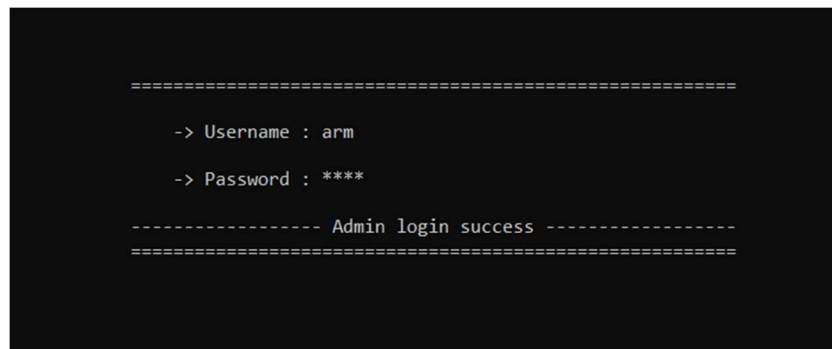 =========================================================
-> Username : arm
-> Password : ****
------------------ Admin login success ------------------
=========================================================